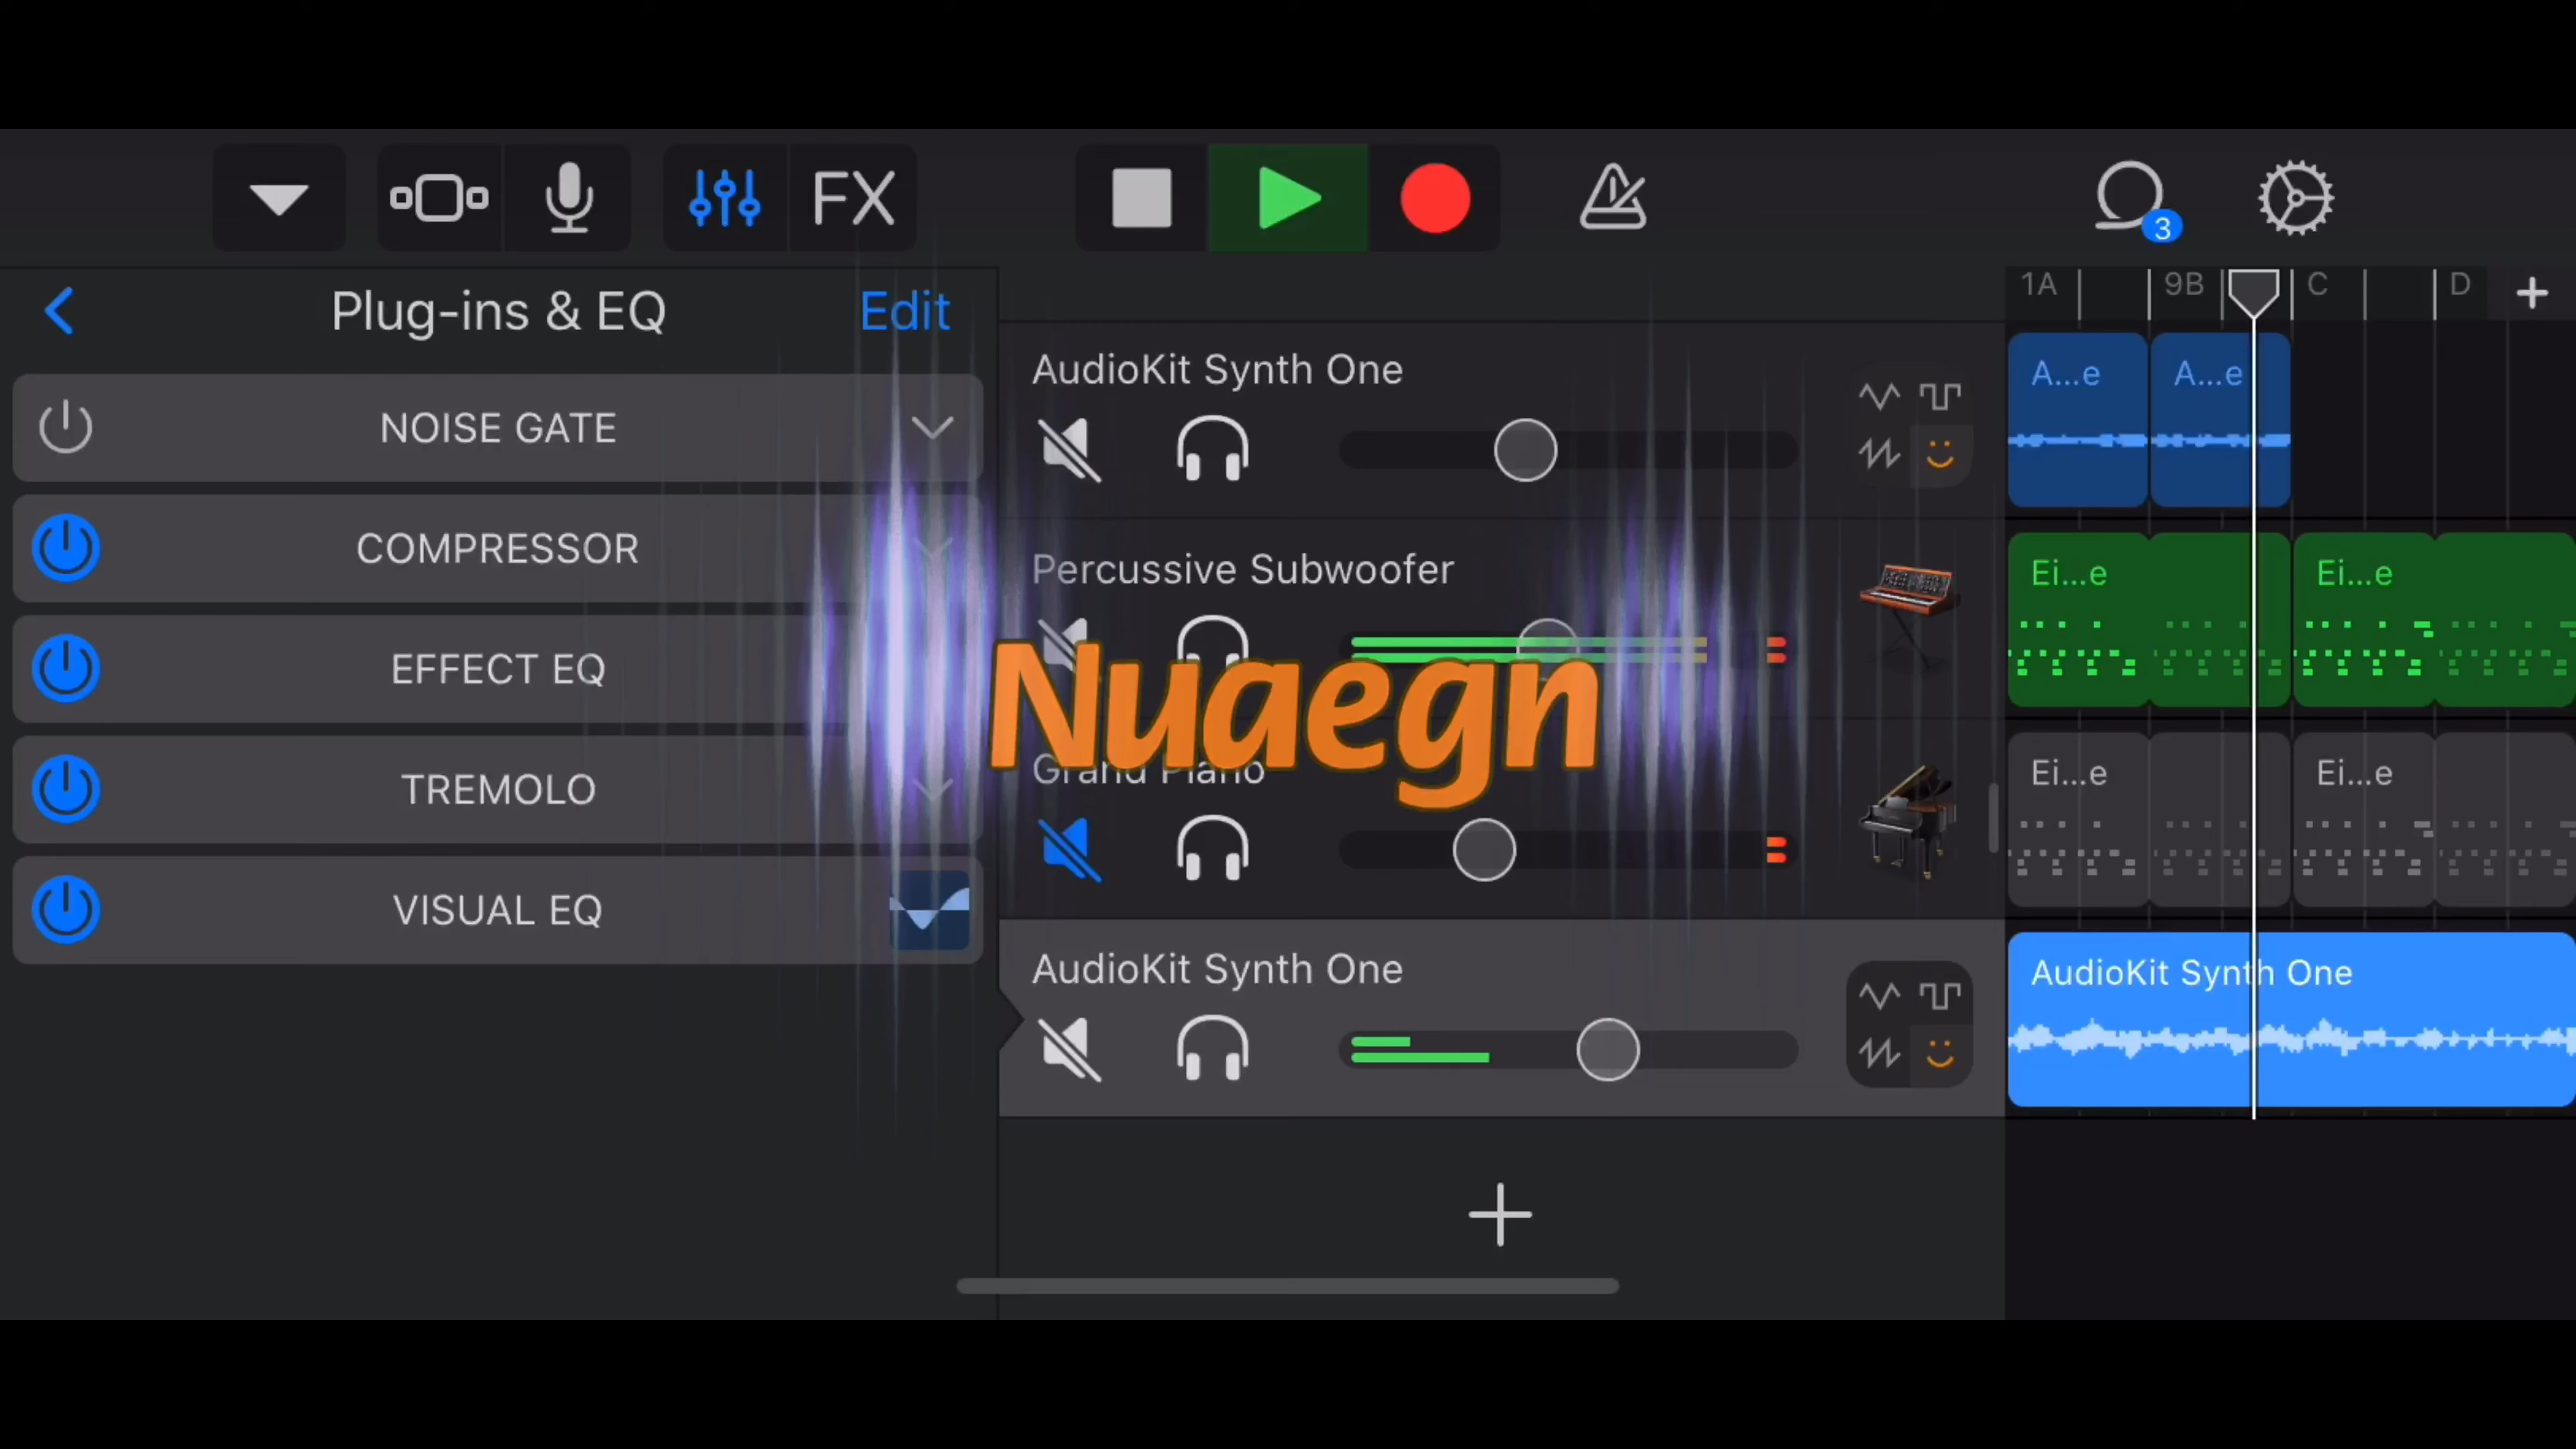 FX
3
Plug-ins & EQ
Edit
1A
9B
C
D
NOISE GATE
AudioKit Synth One
A...e
A...e
COMPRESSOR
Percussive Subwoofer
Ei...e
Ei...e
EFFECT EQ
Nuaegn
TREMOLO
Grand Piano
Ei...e
Ei...e
VISUAL EQ
AudioKit Synth One
AudioKit Synth One